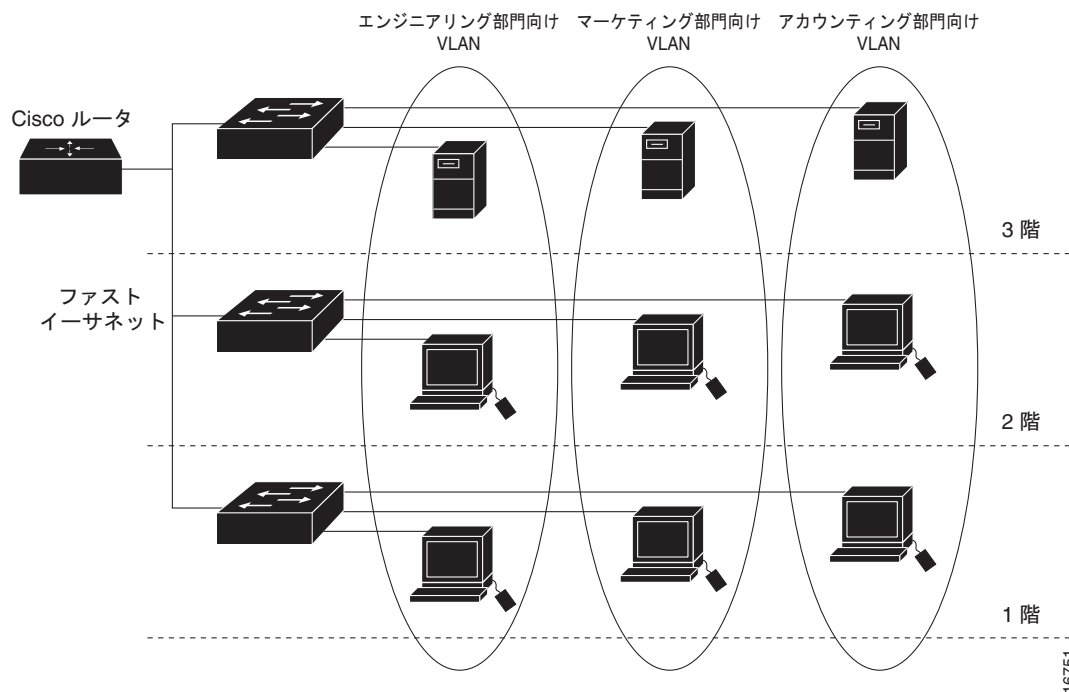 エンジニアリング部門向け
VLAN
マーケティング部門向け
VLAN
アカウンティング部門向け
VLAN
Cisco ルータ
3 階
ファスト
イーサネット
2 階
1 階
16751